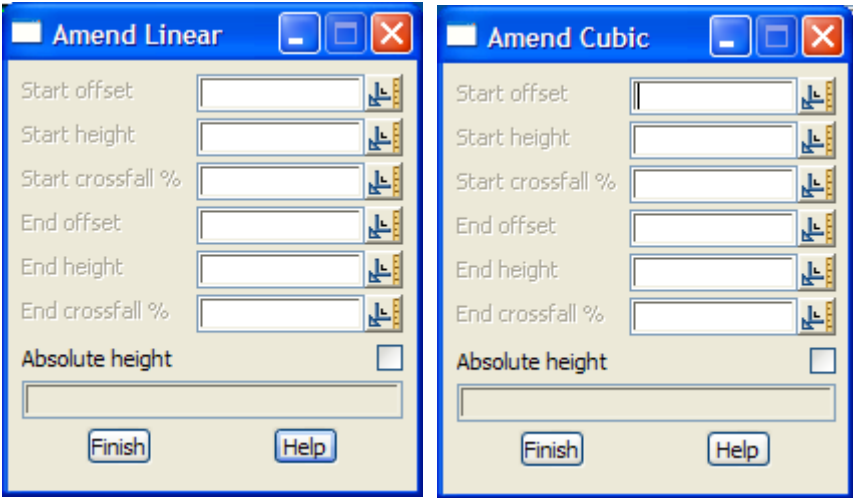 Amend Linear
Start offset
Start height
Start crossfall %
End offset
End height
End crossfall %
Absolute height
Finish Help
Amend Cubic
Start offset
Start height
Start crossfall %
End offset
End height
End crossfall %
Absolute height
Finish Help